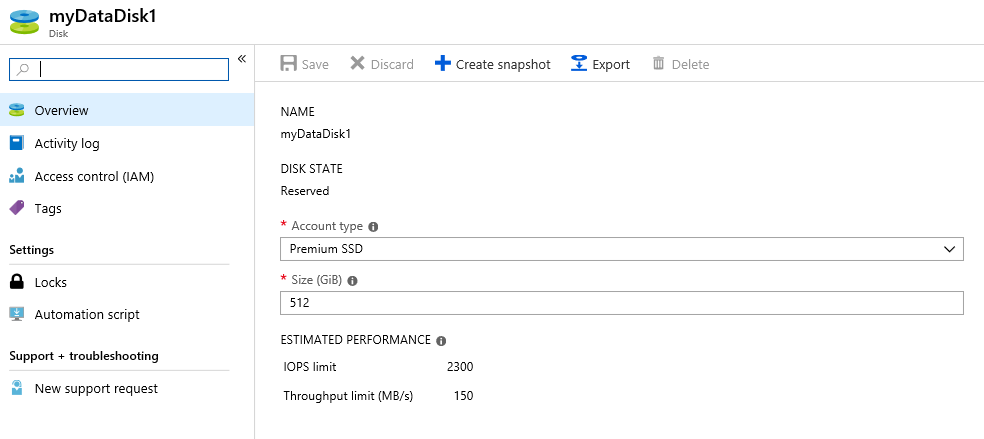 myDataDisk1
Disk
«
Overview
Activity log
Access control (IAM)
Tags
Settings
Locks
Automation script
Support + troubleshooting
New support request
Save Discard Create snapshot Export Delete
NAME
myDataDisk1
DISK STATE
Reserved
* Account type
Premium SSD
* Size (GiB)
512
ESTIMATED PERFORMANCE
IOPS limit 2300
Throughput limit (MB/s) 150